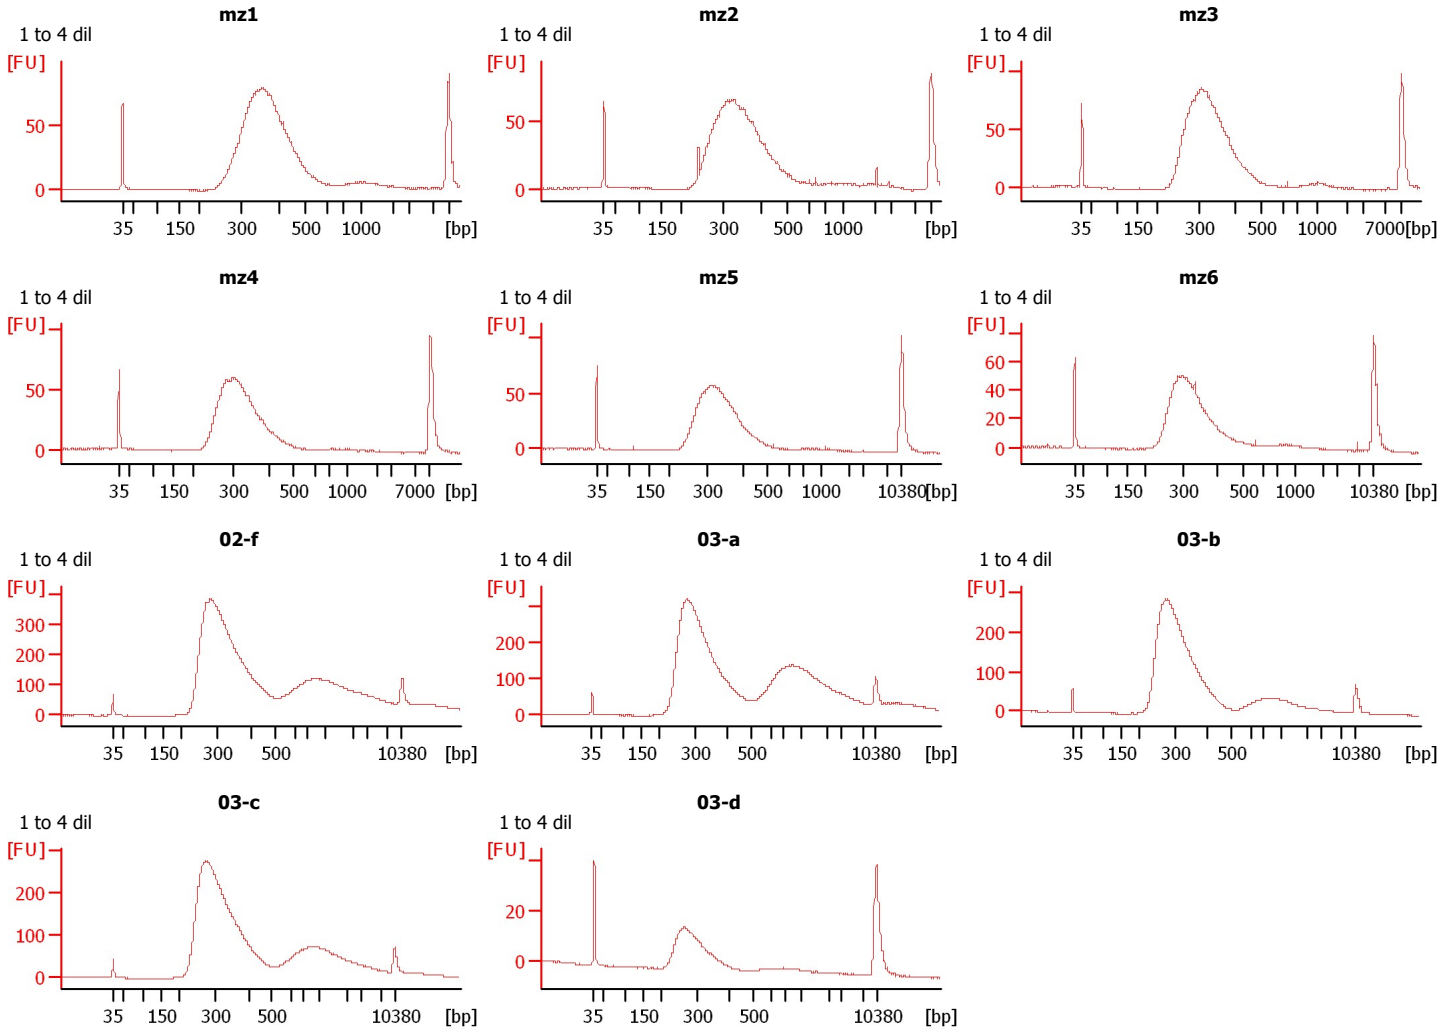 mz1 mz2 mz3
1 to 4 dil 1 to 4 dil 1 to 4 dil
[FU] [FU] [FU]
50 50 50
0 0 0
35 150 300 500 1000 [bp] 35 150 300 500 1000 [bp] 35 150 300 500 1000 7000 [bp]
mz4 mz5 mz6
1 to 4 dil 1 to 4 dil 1 to 4 dil
[FU] [FU] [FU]
60
50 50 40
20
0 0 0
35 150 300 500 1000 7000 [bp] 35 150 300 500 1000 10380 [bp] 35 150 300 500 1000 10380 [bp]
02-f 03-a 03-b
1 to 4 dil 1 to 4 dil 1 to 4 dil
[FU] [FU] [FU]
300 200 200
200 100 100
100 0 0
0
35 150 300 500 10380 [bp] 35 150 300 500 10380 [bp] 35 150 300 500 10380 [bp]
03-c 03-d
1 to 4 dil 1 to 4 dil
[FU] [FU]
200 20
100
0 0
35 150 300 500 10380 [bp] 35 150 300 500 10380 [bp]